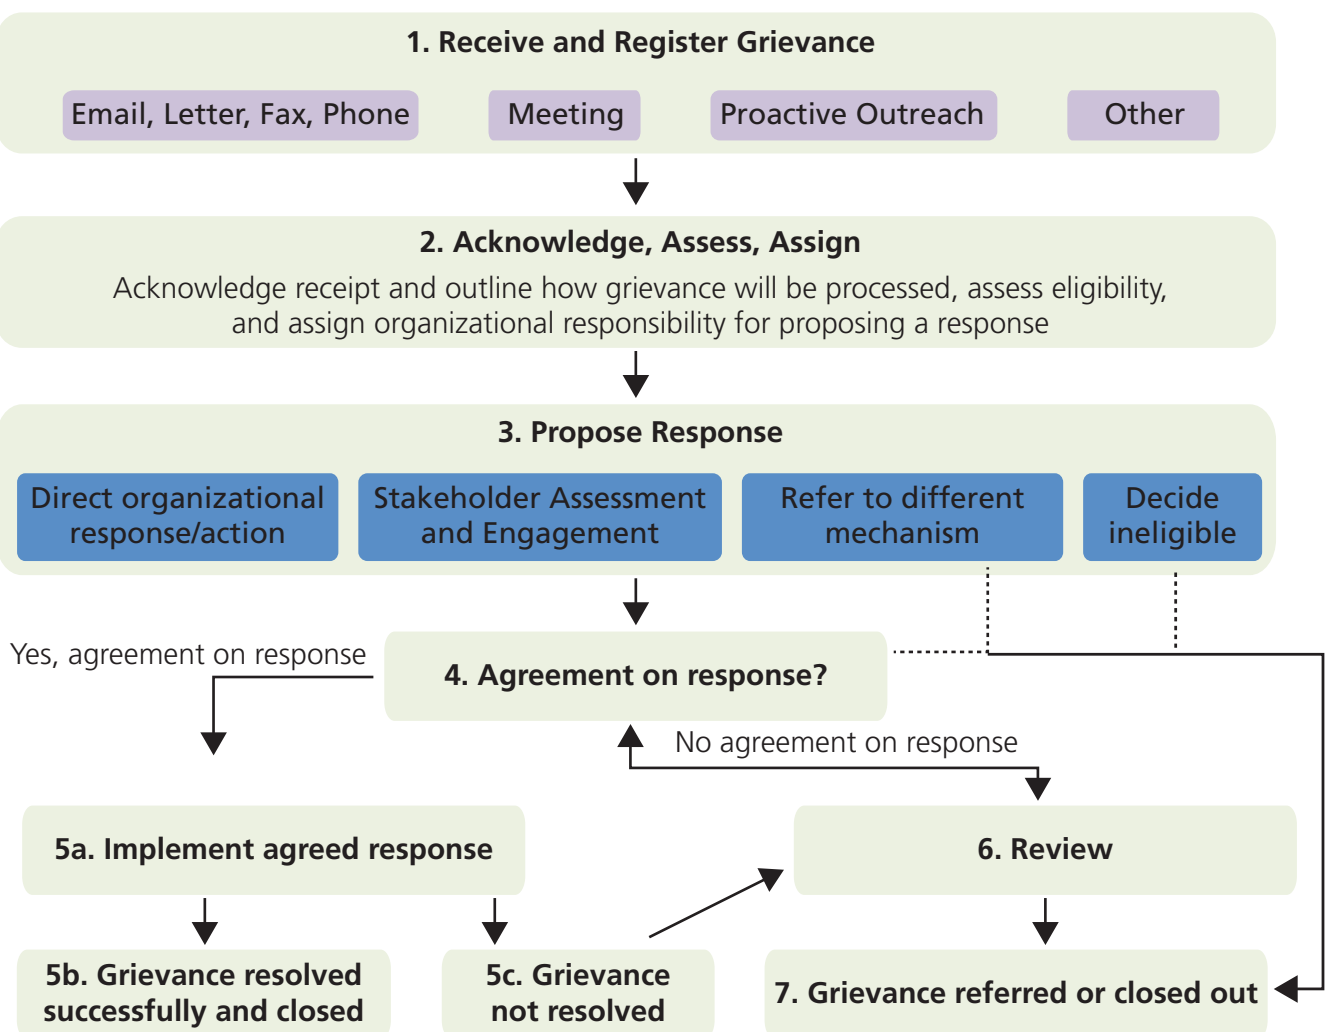 1. Receive and Register Grievance
Email, Letter, Fax, Phone
Meeting
Proactive Outreach
Other
2. Acknowledge, Assess, Assign
Acknowledge receipt and outline how grievance will be processed, assess eligibility,
and assign organizational responsibility for proposing a response
3. Propose Response
Direct organizational
response/action
Stakeholder Assessment
and Engagement
Refer to different
mechanism
Decide
ineligible
Yes, agreement on response
4. Agreement on response?
No agreement on response
5a. Implement agreed response
6. Review
5b. Grievance resolved
successfully and closed
5c. Grievance
not resolved
7. Grievance referred or closed out